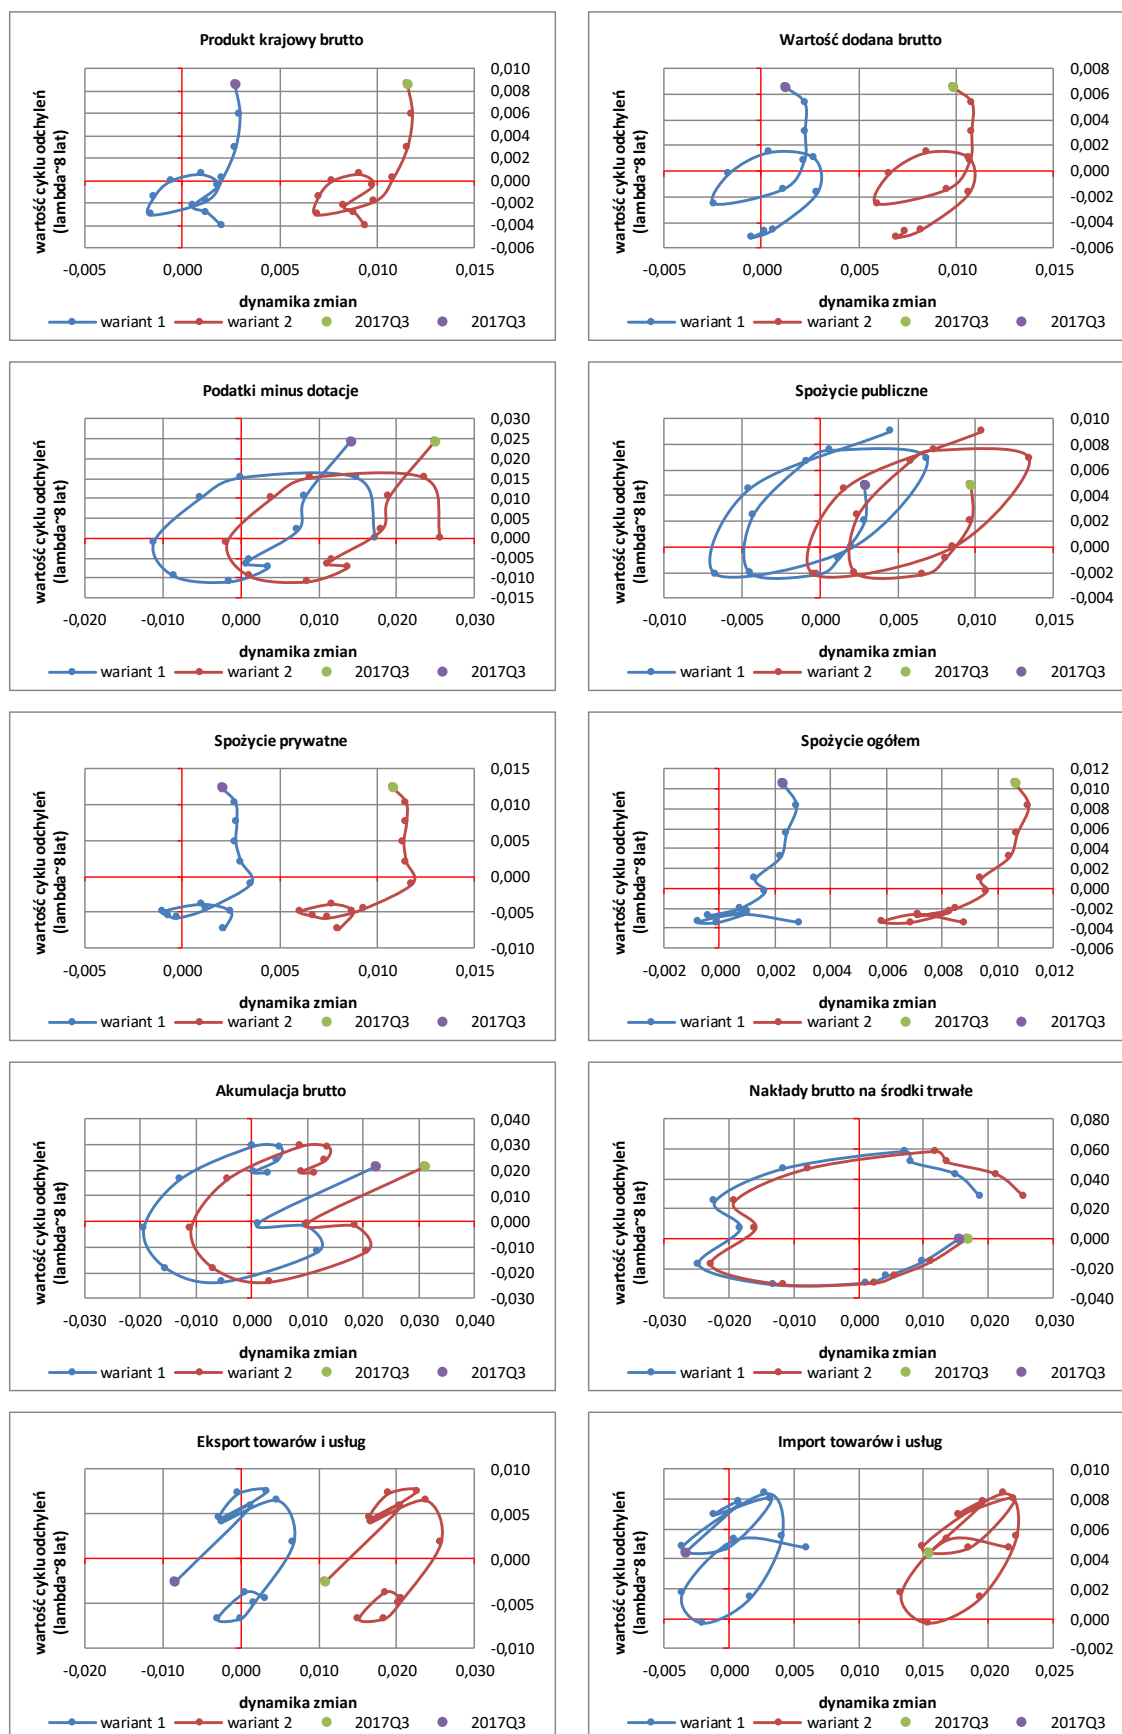 Produkt krajowy brutto
wartość cyklu odchyleń
(lambda~8 lat)
0,010
0,008
0,006
0,004
0,002
0,000
-0,002
-0,004
-0,006
-0,005 0,000 0,005 0,010 0,015
dynamika zmian
wariant 1 wariant 2 2017Q3 2017Q3
Wartość dodana brutto
wartość cyklu odchyleń
(lambda~8 lat)
0,008
0,006
0,004
0,002
0,000
-0,002
-0,004
-0,006
-0,005 0,000 0,005 0,010 0,015
dynamika zmian
wariant 1 wariant 2 2017Q3 2017Q3
Podatki minus dotacje
wartość cyklu odchyleń
(lambda~8 lat)
0,030
0,025
0,020
0,015
0,010
0,005
0,000
-0,005
-0,010
-0,015
-0,020 -0,010 0,000 0,010 0,020 0,030
dynamika zmian
wariant 1 wariant 2 2017Q3 2017Q3
Spożycie publiczne
wartość cyklu odchyleń
(lambda~8 lat)
0,010
0,008
0,006
0,004
0,002
0,000
-0,002
-0,004
-0,010 -0,005 0,000 0,005 0,010 0,015
dynamika zmian
wariant 1 wariant 2 2017Q3 2017Q3
Spożycie prywatne
wartość cyklu odchyleń
(lambda~8 lat)
0,015
0,010
0,005
0,000
-0,005
-0,010
-0,005 0,000 0,005 0,010 0,015
dynamika zmian
wariant 1 wariant 2 2017Q3 2017Q3
Spożycie ogółem
wartość cyklu odchyleń
(lambda~8 lat)
0,012
0,010
0,008
0,006
0,004
0,002
0,000
-0,002
-0,004
-0,006
-0,002 0,000 0,002 0,004 0,006 0,008 0,010 0,012
dynamika zmian
wariant 1 wariant 2 2017Q3 2017Q3
Akumulacja brutto
wartość cyklu odchyleń
(lambda~8 lat)
0,040
0,030
0,020
0,010
0,000
-0,010
-0,020
-0,030
-0,030 -0,020 -0,010 0,000 0,010 0,020 0,030 0,040
dynamika zmian
wariant 1 wariant 2 2017Q3 2017Q3
Nakłady brutto na środki trwałe
wartość cyklu odchyleń
(lambda~8 lat)
0,080
0,060
0,040
0,020
0,000
-0,020
-0,040
-0,030 -0,020 -0,010 0,000 0,010 0,020 0,030
dynamika zmian
wariant 1 wariant 2 2017Q3 2017Q3
Eksport towarów i usług
wartość cyklu odchyleń
(lambda~8 lat)
0,010
0,005
0,000
-0,005
-0,010
-0,020 -0,010 0,000 0,010 0,020 0,030
dynamika zmian
wariant 1 wariant 2 2017Q3 2017Q3
Import towarów i usług
wartość cyklu odchyleń
(lambda~8 lat)
0,010
0,008
0,006
0,004
0,002
0,000
-0,002
-0,005 0,000 0,005 0,010 0,015 0,020 0,025
dynamika zmian
wariant 1 wariant 2 2017Q3 2017Q3